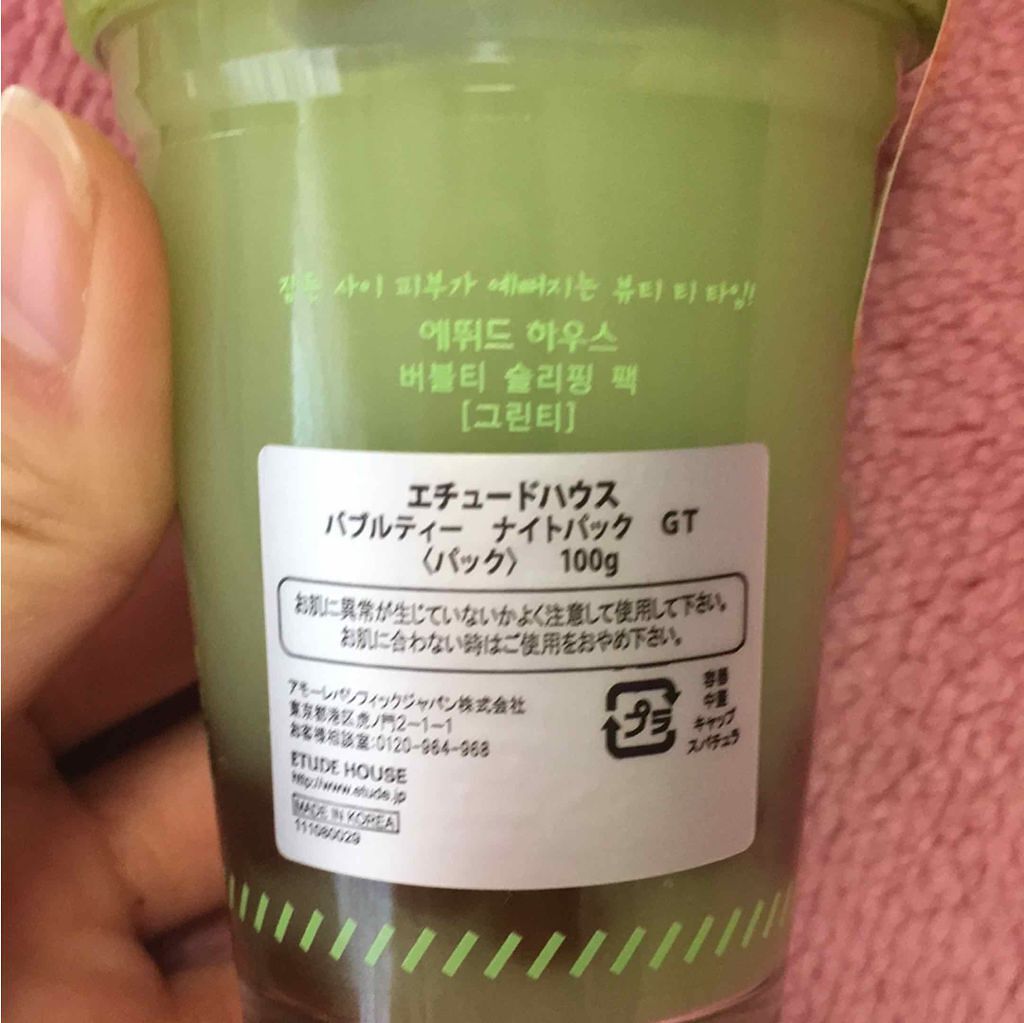 잠든 사이 피부가 예뻐지는 뷰티 티 타임!
에뛰드 하우스
버블티 슬리핑 팩
[그린티]
エチュードハウス
バブルティー ナイトパック GT
〈パック〉 100g
お肌に異常が生じていないかよく注意して使用して下さい。
お肌に合わない時はご使用をおやめ下さい。
アモーレパシフィックジャパン株式会社
東京都港区虎ノ門2-1-1
お客様相談室:0120-964-968
ETUDE HOUSE
http://www.etude.jp
MADE IN KOREA
111080029
プラ
容器
中蓋
キャップ
スパチュラ